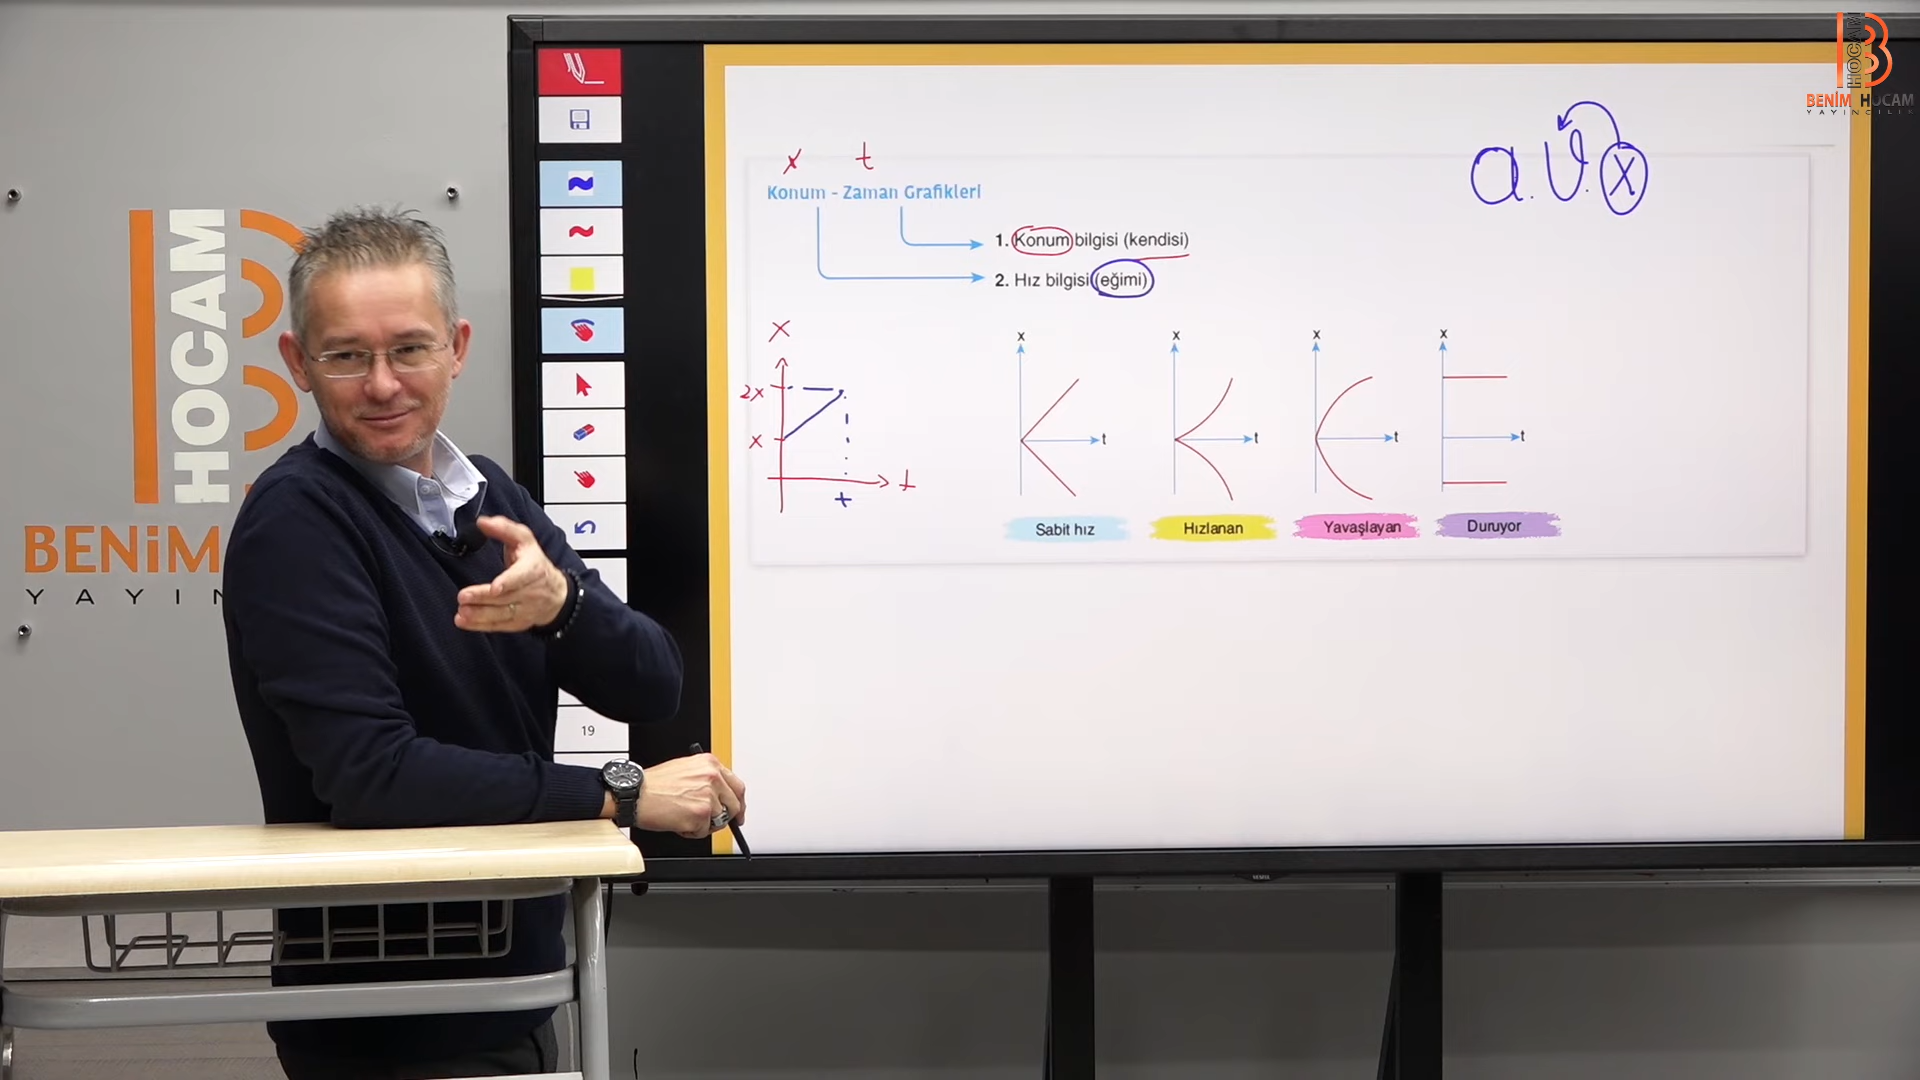 HOCAM
BENİM HOCAM
YAYINCILIK
a.v.x
x t
Konum - Zaman Grafikleri
1. Konum bilgisi (kendisi)
2. Hız bilgisi (eğimi)
x
2x
x
t
t
x
t
x
t
x
t
x
t
Sabit hız
Hızlanan
Yavaşlayan
Duruyor
HOCAM
BENİM
YAYIN
19